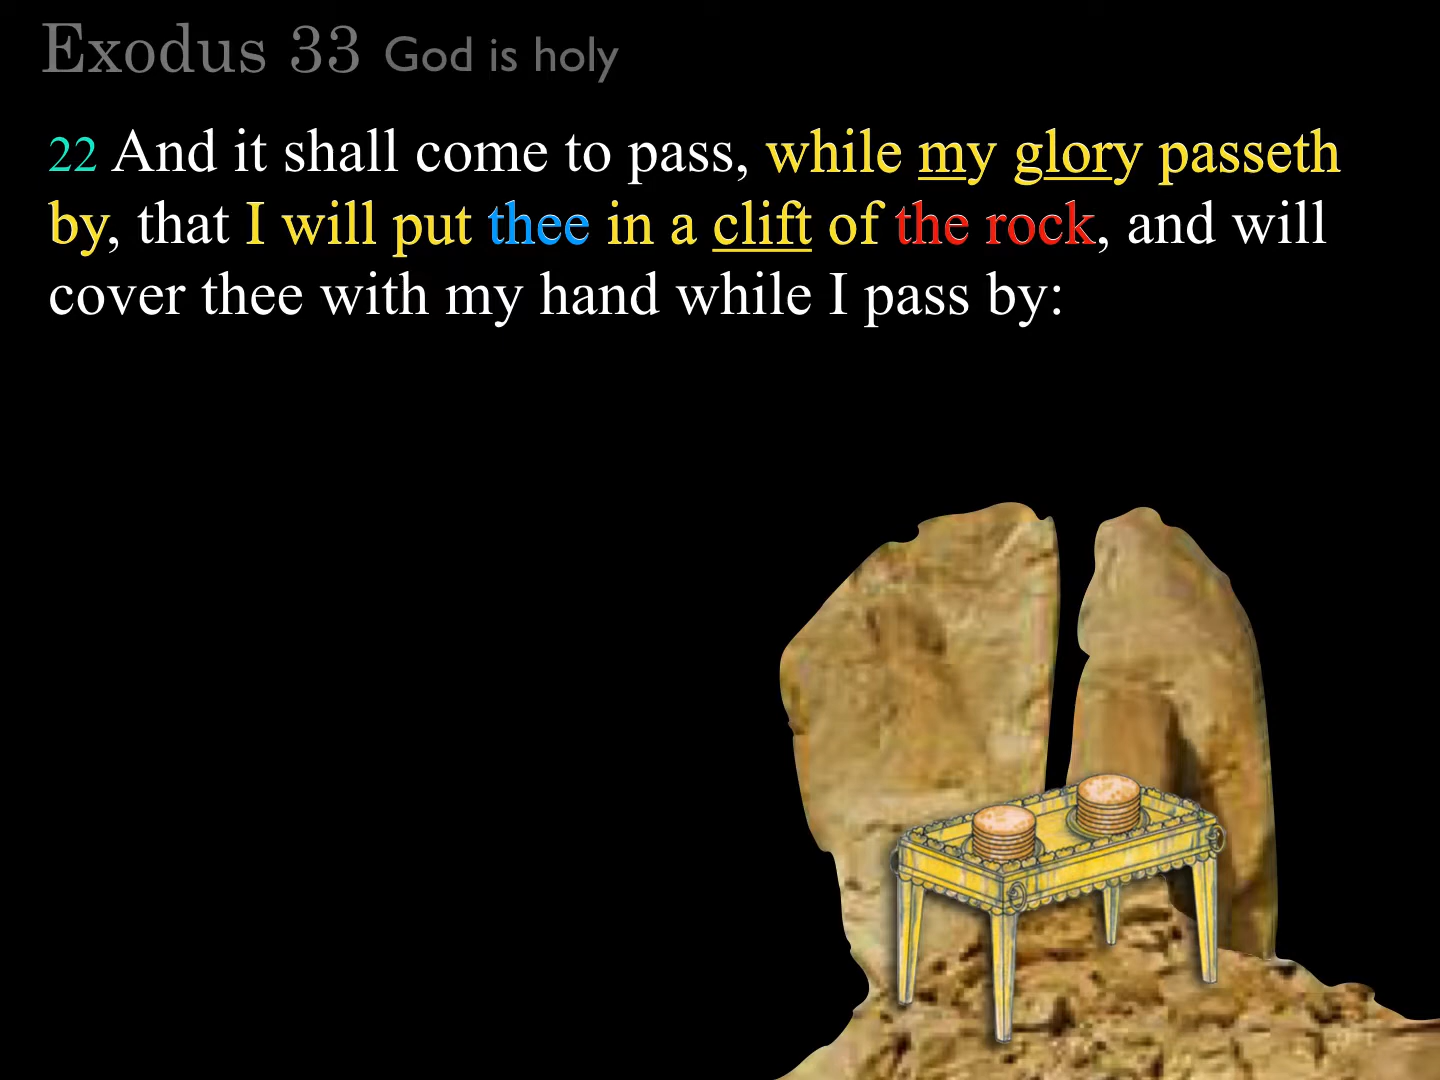 Exodus 33 God is holy
22 And it shall come to pass, while my glory passeth
by, that I will put thee in a clift of the rock, and will
cover thee with my hand while I pass by: